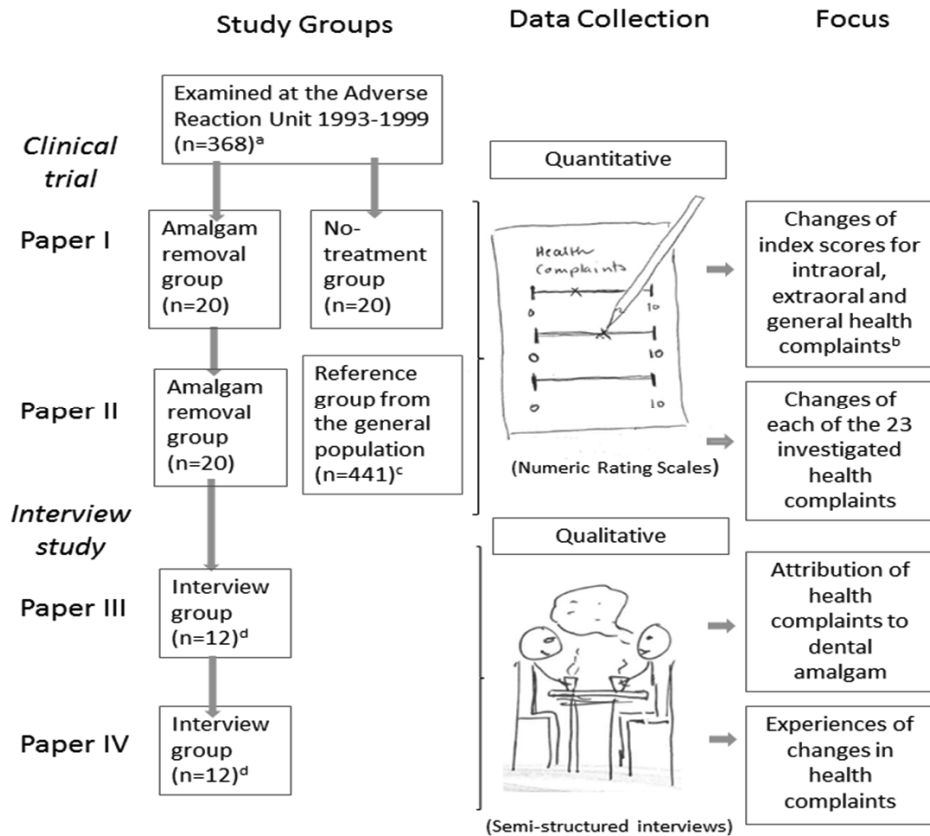 Study Groups
Data Collection
Focus
Examined at the Adverse
Reaction Unit 1993-1999
(n=368)ᵃ
Clinical
trial
Quantitative
Paper I
Amalgam
removal
group
(n=20)
No-
treatment
group
(n=20)
Health
Complaints
0 10
0 10
0 10
(Numeric Rating Scales)
Changes of
index scores for
intraoral,
extraoral and
general health
complaintsᵇ
Paper II
Amalgam
removal
group
(n=20)
Reference
group from
the general
population
(n=441)ᶜ
Changes of
each of the 23
investigated
health
complaints
Interview
study
Qualitative
Paper III
Interview
group
(n=12)ᵈ
Attribution of
health
complaints to
dental
amalgam
Paper IV
Interview
group
(n=12)ᵈ
Experiences of
changes in
health
complaints
(Semi-structured interviews)